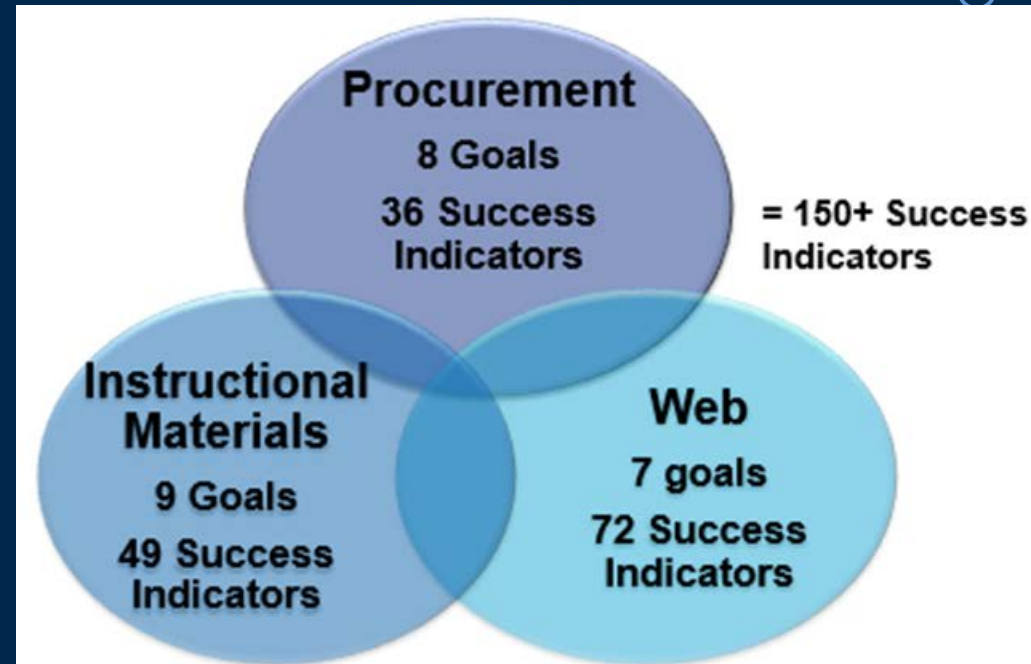 Procurement
8 Goals
36 Success
Indicators
= 150+ Success
Indicators
Instructional
Materials
9 Goals
49 Success
Indicators
Web
7 goals
72 Success
Indicators